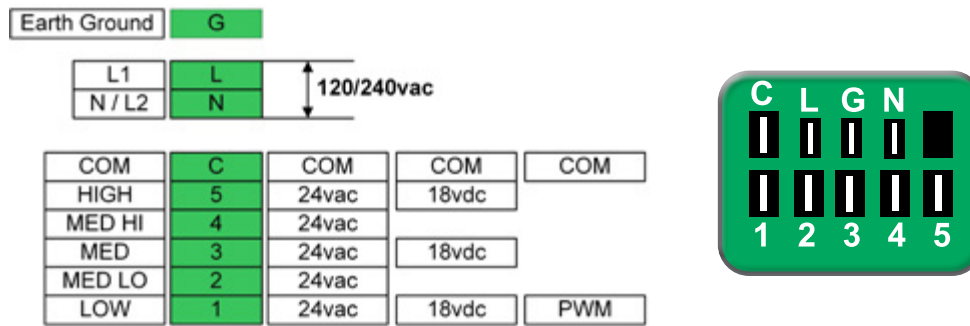 Earth Ground G
L1 L
N / L2 N
120/240vac
COM C COM COM COM
HIGH 5 24vac 18vdc
MED HI 4 24vac
MED 3 24vac 18vdc
MED LO 2 24vac
LOW 1 24vac 18vdc PWM
C L G N
1 2 3 4 5